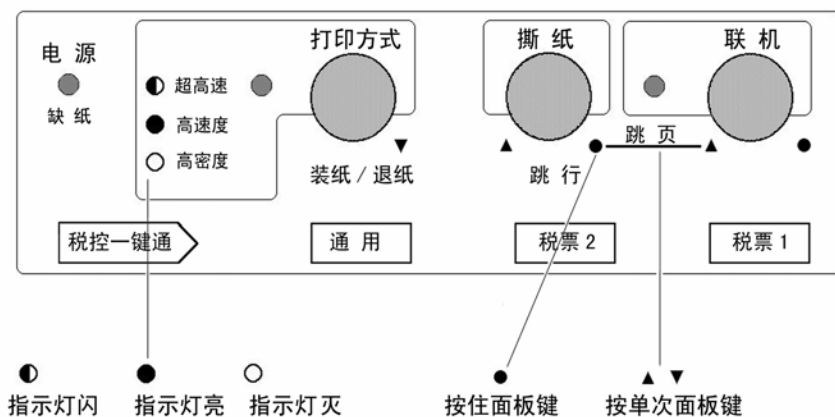 电 源
缺 纸
打印方式
◐ 超高速
● 高速度
○ 高密度
▼
装纸 / 退纸
撕 纸
▲
跳 行
●
跳 页
▲
联 机
●
税控一键通
通 用
税票 2
税票 1
◐
指示灯闪
●
指示灯亮
○
指示灯灭
●
按住面板键
▲ ▼
按单次面板键